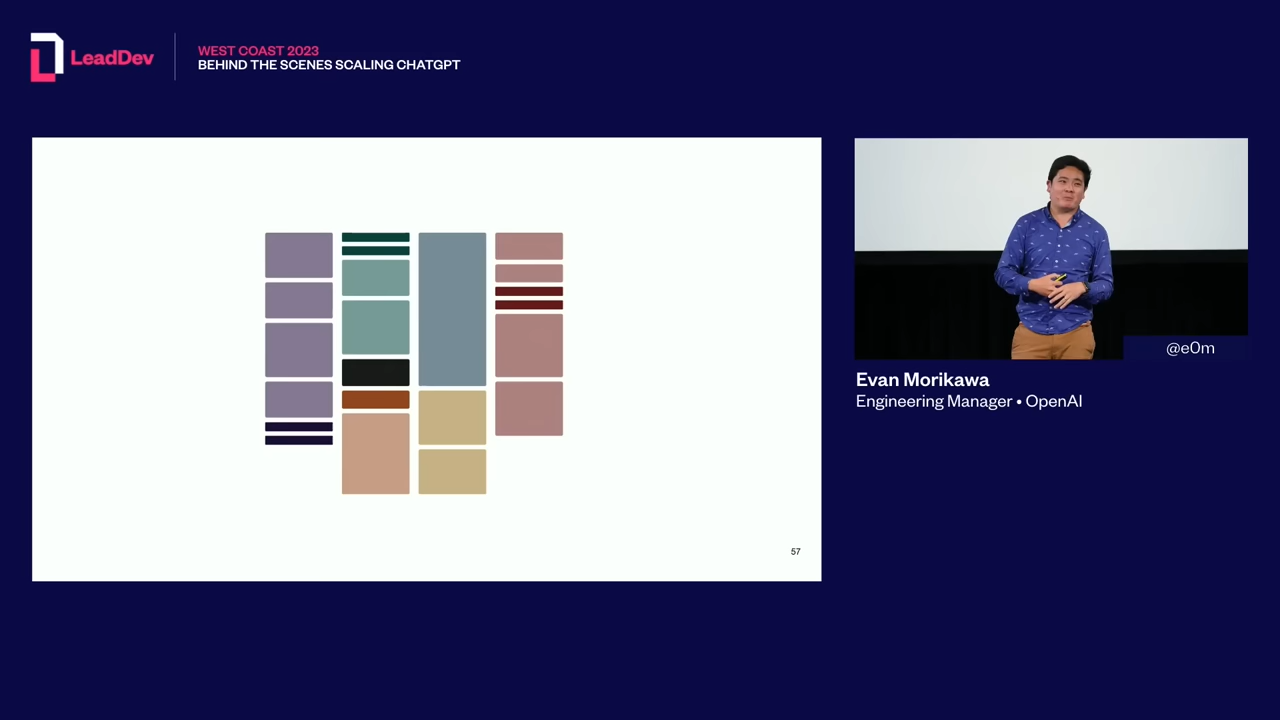 LeadDev
WEST COAST 2023
BEHIND THE SCENES SCALING CHATGPT
57
@e0m
Evan Morikawa
Engineering Manager • OpenAI